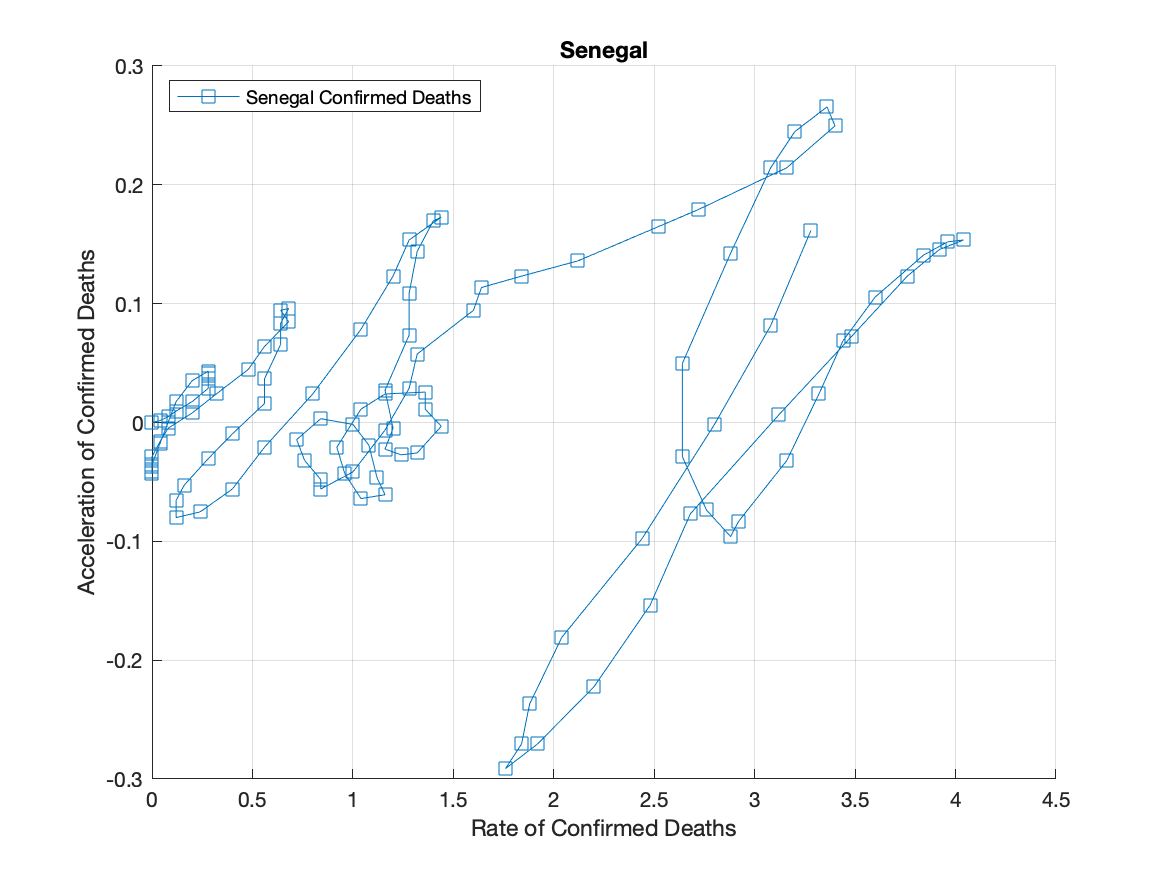 Senegal
Senegal Confirmed Deaths
Acceleration of Confirmed Deaths
0.3
0.2
0.1
0
-0.1
-0.2
-0.3
0 0.5 1 1.5 2 2.5 3 3.5 4 4.5
Rate of Confirmed Deaths